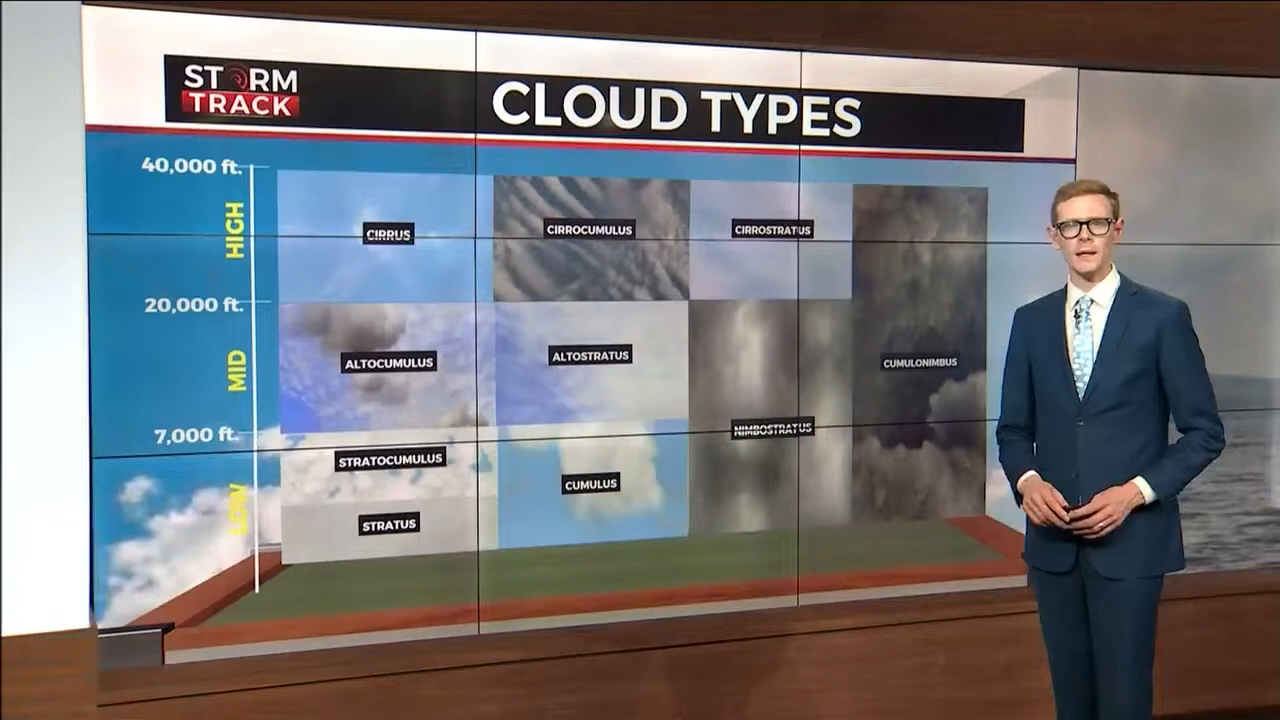 STORM
TRACK
CLOUD TYPES
40,000 ft.
HIGH
CIRRUS
CIRROCUMULUS
CIRROSTRATUS
20,000 ft.
MID
ALTOCUMULUS
ALTOSTRATUS
CUMULONIMBUS
7,000 ft.
NIMBOSTRATUS
LOW
STRATOCUMULUS
CUMULUS
STRATUS